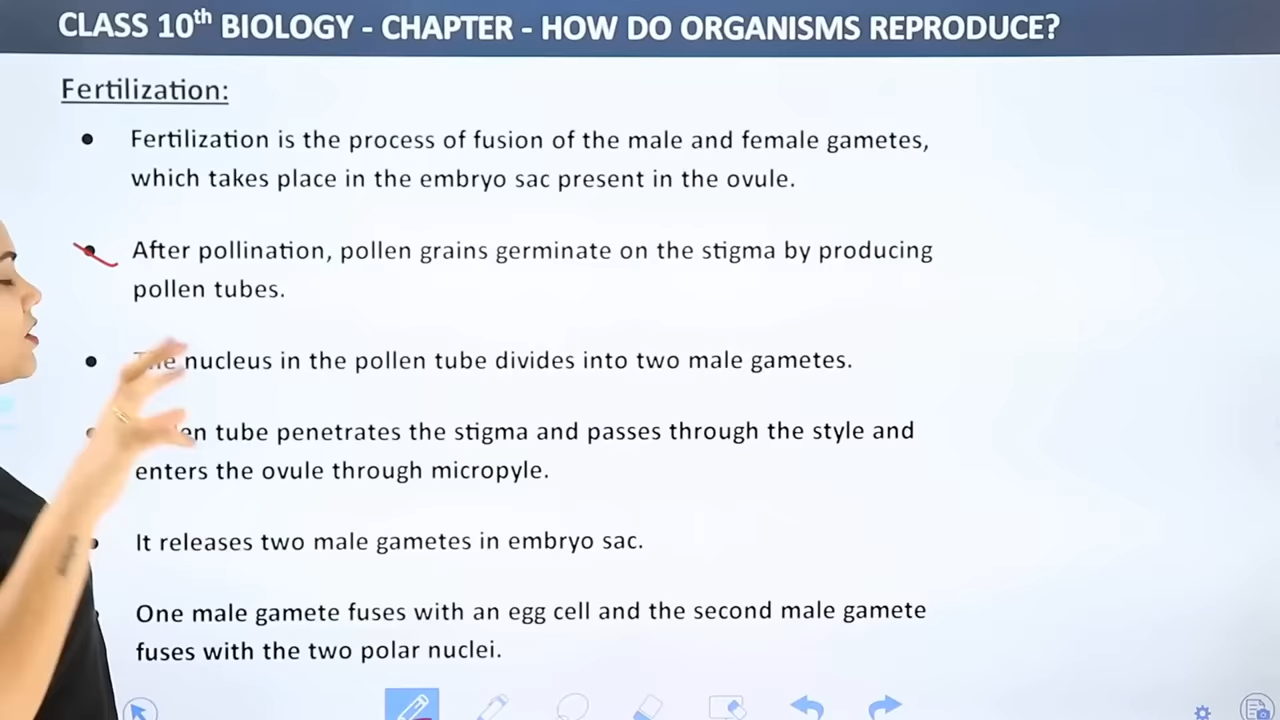 CLASS 10th BIOLOGY - CHAPTER - HOW DO ORGANISMS REPRODUCE?
Fertilization:
• Fertilization is the process of fusion of the male and female gametes,
which takes place in the embryo sac present in the ovule.
• After pollination, pollen grains germinate on the stigma by producing
pollen tubes.
• The nucleus in the pollen tube divides into two male gametes.
• tube penetrates the stigma and passes through the style and
enters the ovule through micropyle.
• It releases two male gametes in embryo sac.
• One male gamete fuses with an egg cell and the second male gamete
fuses with the two polar nuclei.